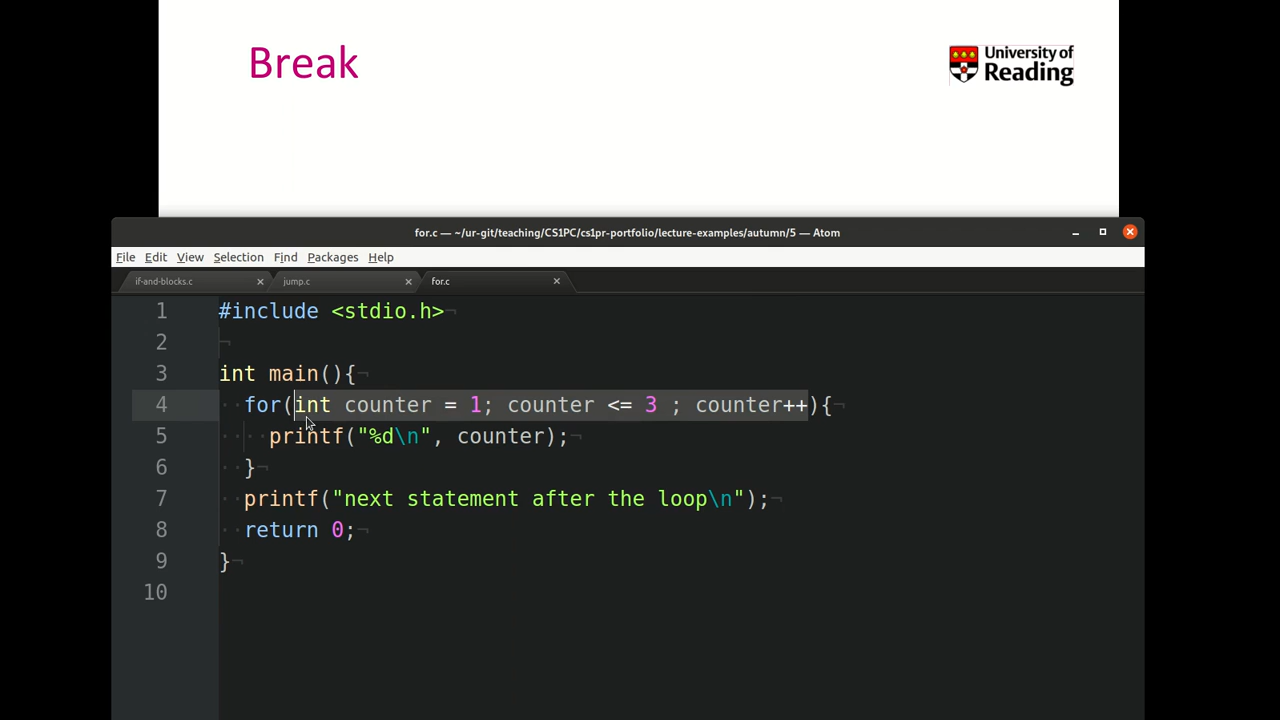 Break
University of
Reading
for.c — ~/ur-git/teaching/CS1PC/cs1pr-portfolio/lecture-examples/autumn/5 — Atom
File Edit View Selection Find Packages Help
if-and-blocks.c jump.c for.c
1 #include <stdio.h>
2
3 int main(){
4 for(int counter = 1; counter <= 3 ; counter++){
5 printf("%d\n", counter);
6 }
7 printf("next statement after the loop\n");
8 return 0;
9 }
10